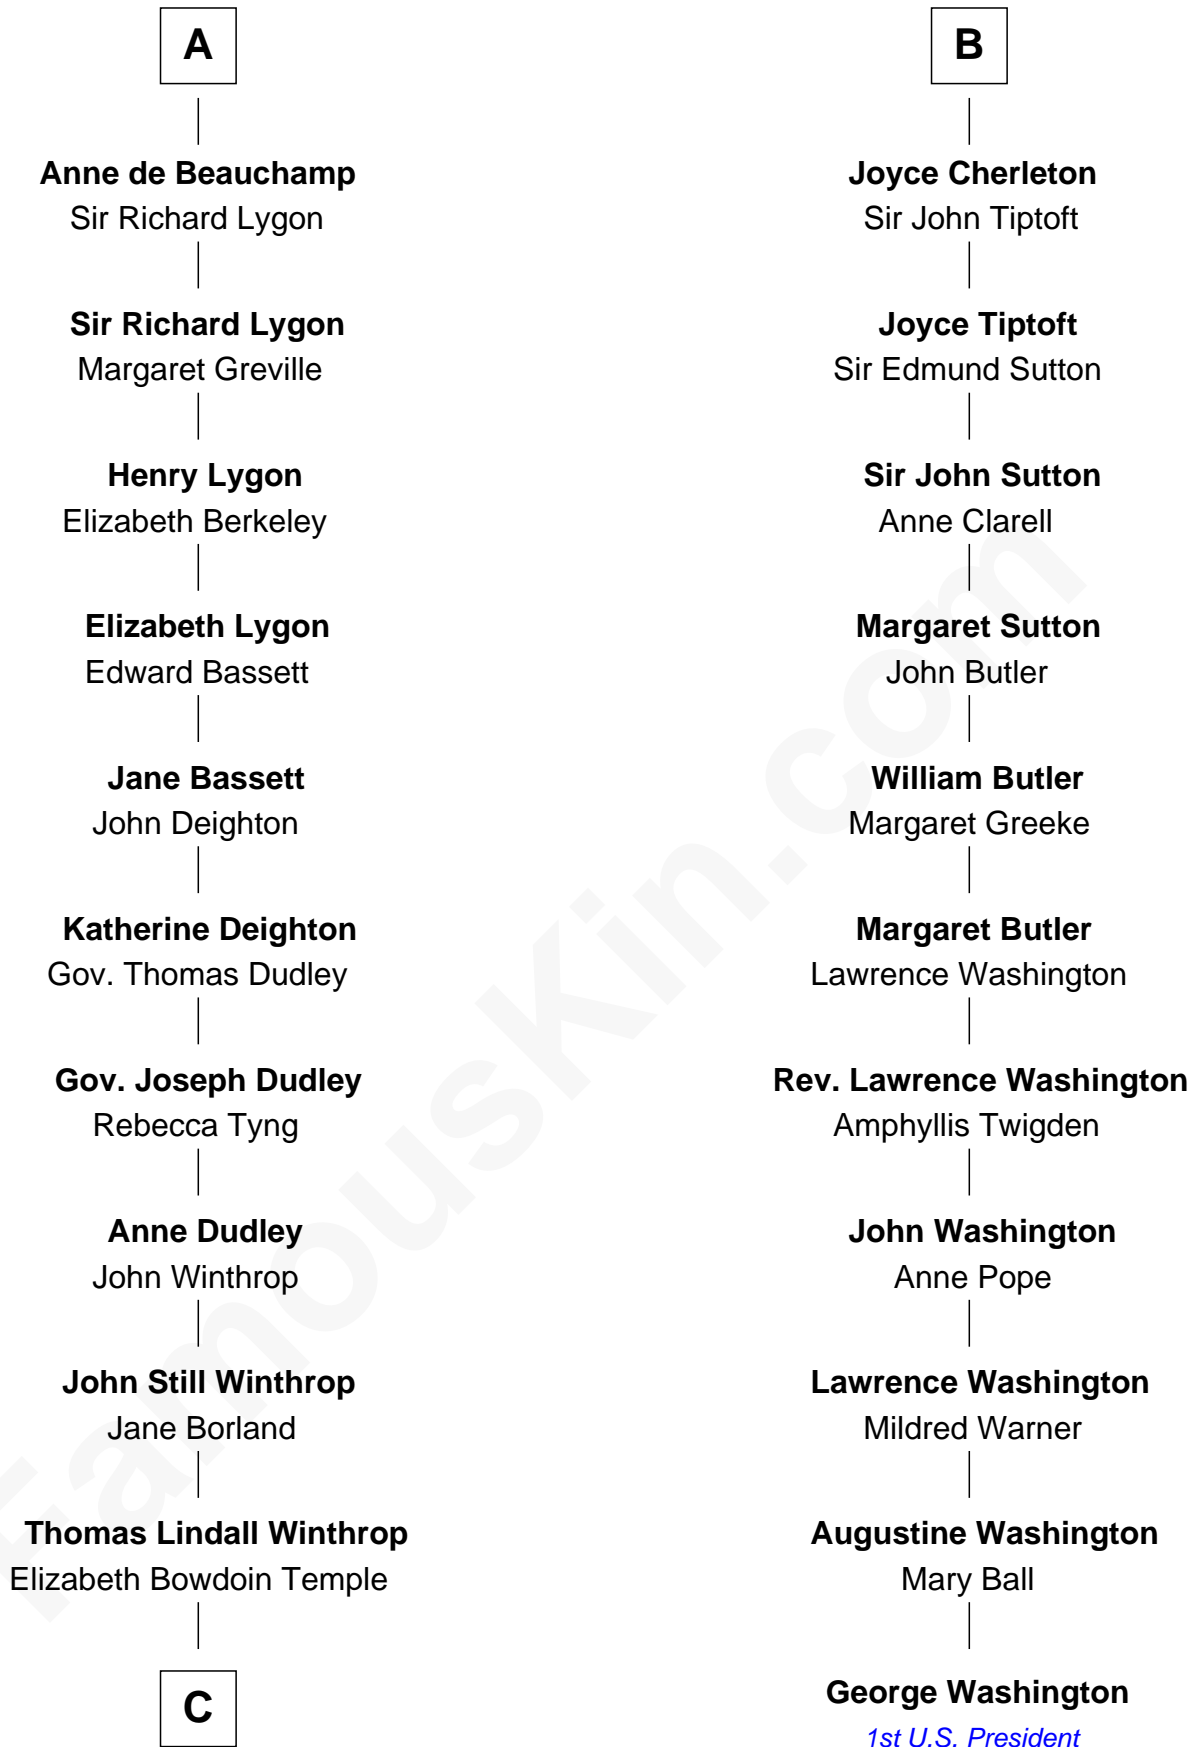 A
Anne de Beauchamp
Sir Richard Lygon
Sir Richard Lygon
Margaret Greville
Henry Lygon
Elizabeth Berkeley
Elizabeth Lygon
Edward Bassett
Jane Bassett
John Deighton
Katherine Deighton
Gov. Thomas Dudley
Gov. Joseph Dudley
Rebecca Tyng
Anne Dudley
John Winthrop
John Still Winthrop
Jane Borland
Thomas Lindall Winthrop
Elizabeth Bowdoin Temple
C
B
Joyce Cherleton
Sir John Tiptoft
Joyce Tiptoft
Sir Edmund Sutton
Sir John Sutton
Anne Clarell
Margaret Sutton
John Butler
William Butler
Margaret Greeke
Margaret Butler
Lawrence Washington
Rev. Lawrence Washington
Amphyllis Twigden
John Washington
Anne Pope
Lawrence Washington
Mildred Warner
Augustine Washington
Mary Ball
George Washington
1st U.S. President
FamousKin.com